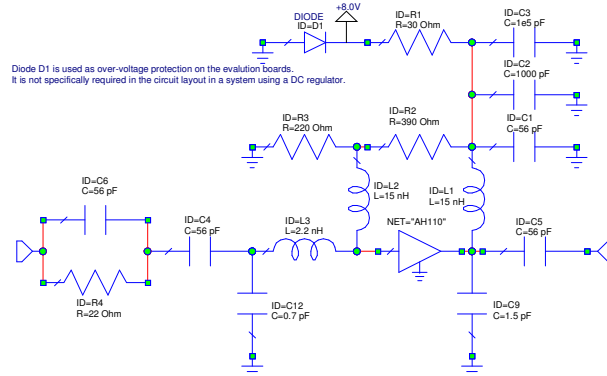 DIODE
ID=D1
+8.0V
ID=R1
R=30 Ohm
ID=C3
C=1e5 pF
Diode D1 is used as over-voltage protection on the evalution boards.
It is not specifically required in the circuit layout in a system using a DC regulator.
ID=C2
C=1000 pF
ID=R3
R=220 Ohm
ID=R2
R=390 Ohm
ID=C1
C=56 pF
ID=C6
C=56 pF
ID=L2
L=15 nH
ID=L1
L=15 nH
ID=C4
C=56 pF
ID=L3
L=2.2 nH
NET="AH110"
ID=C5
C=56 pF
ID=R4
R=22 Ohm
ID=C12
C=0.7 pF
ID=C9
C=1.5 pF